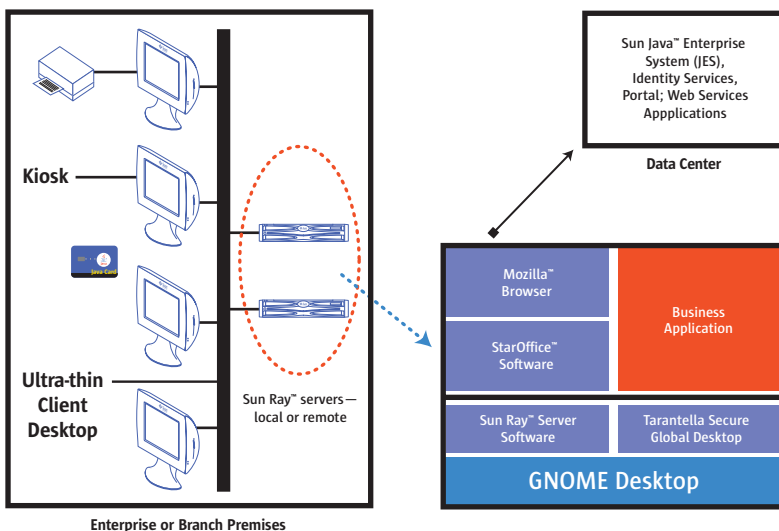 Kiosk
Java Card
Ultra-thin
Client
Desktop
Sun Ray™ servers—
local or remote
Enterprise or Branch Premises
Sun Java™ Enterprise
System (JES),
Identity Services,
Portal; Web Services
Appplications
Data Center
Mozilla™
Browser
StarOffice™
Software
Business
Application
Sun Ray™ Server
Software
Tarantella Secure
Global Desktop
GNOME Desktop